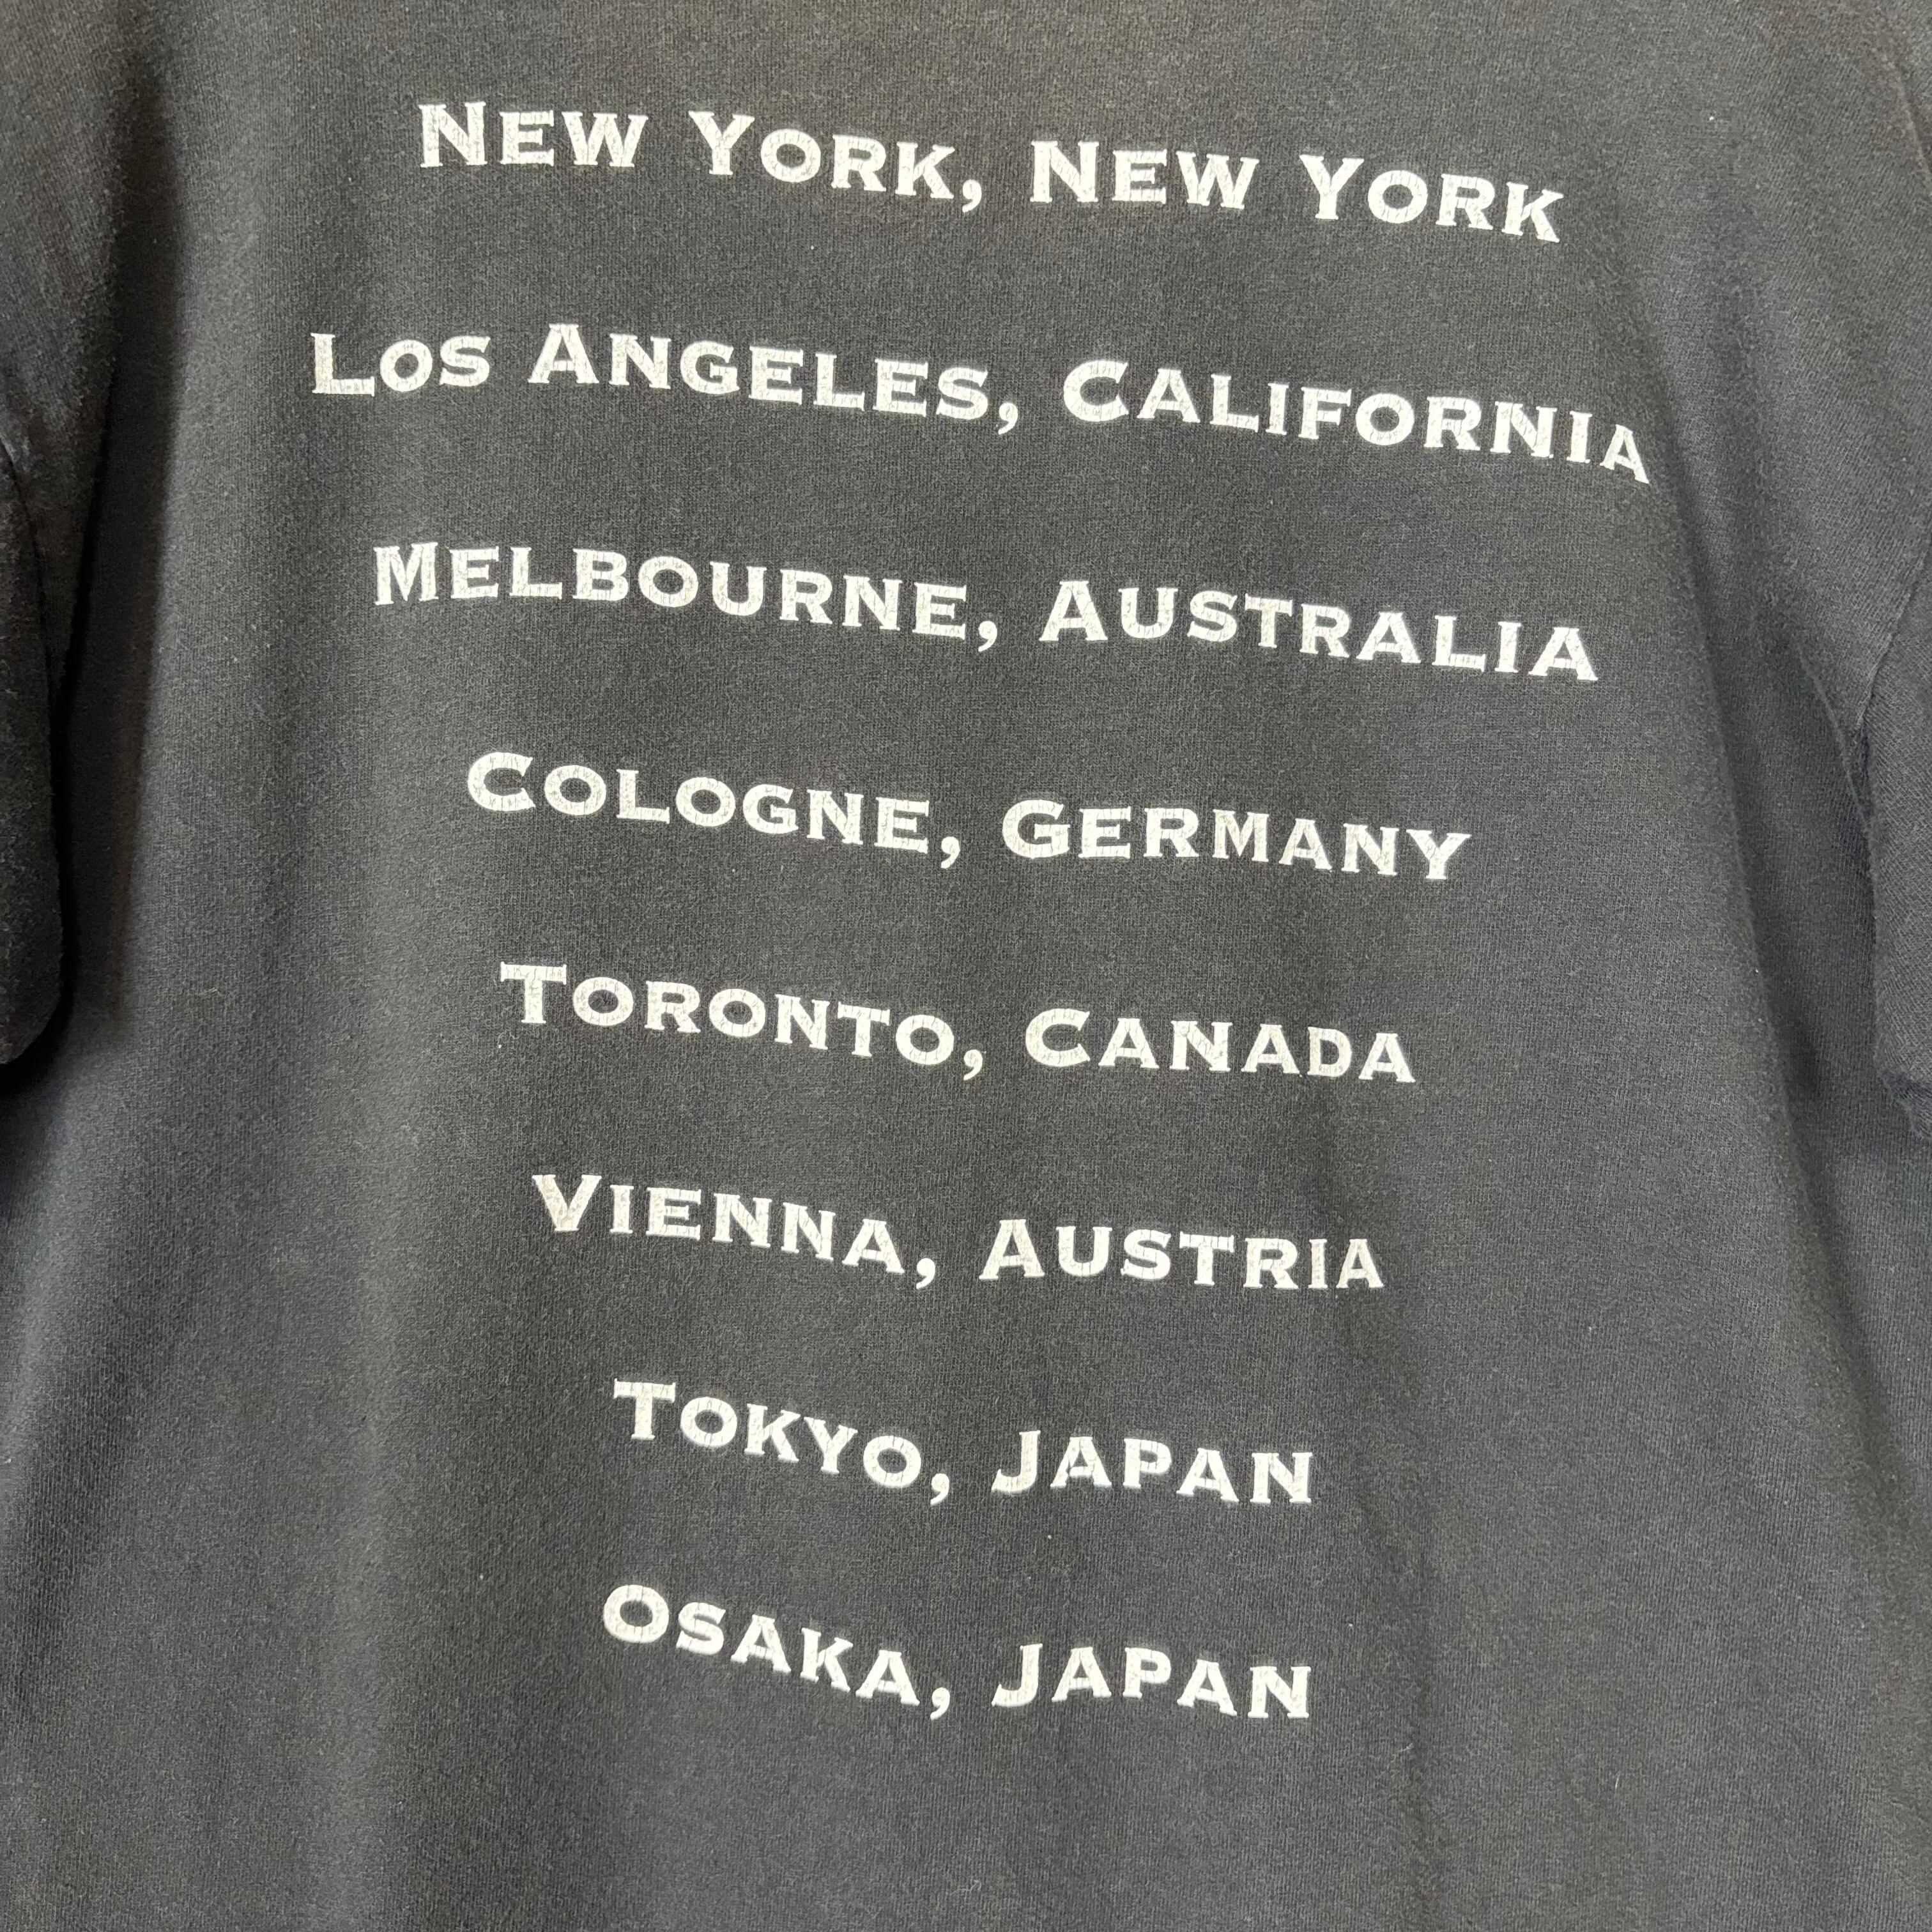 New York, New York
Los Angeles, California
Melbourne, Australia
Cologne, Germany
Toronto, Canada
Vienna, Austria
Tokyo, Japan
Osaka, Japan